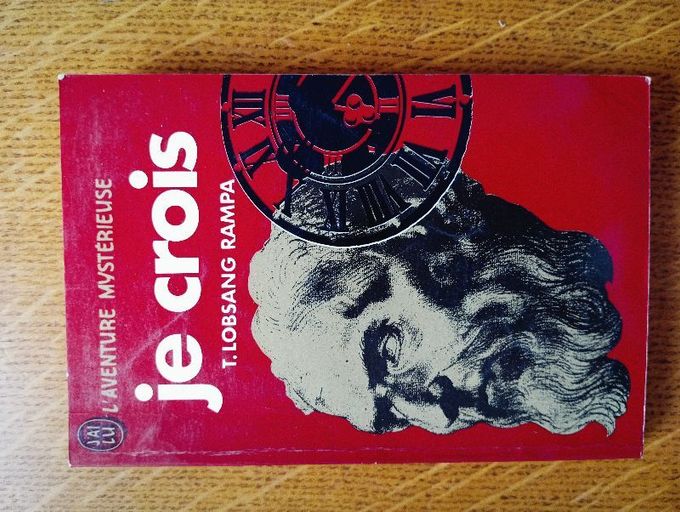 J'AI
LU
L'AVENTURE MYSTÉRIEUSE
je crois
T. LOBSANG RAMPA